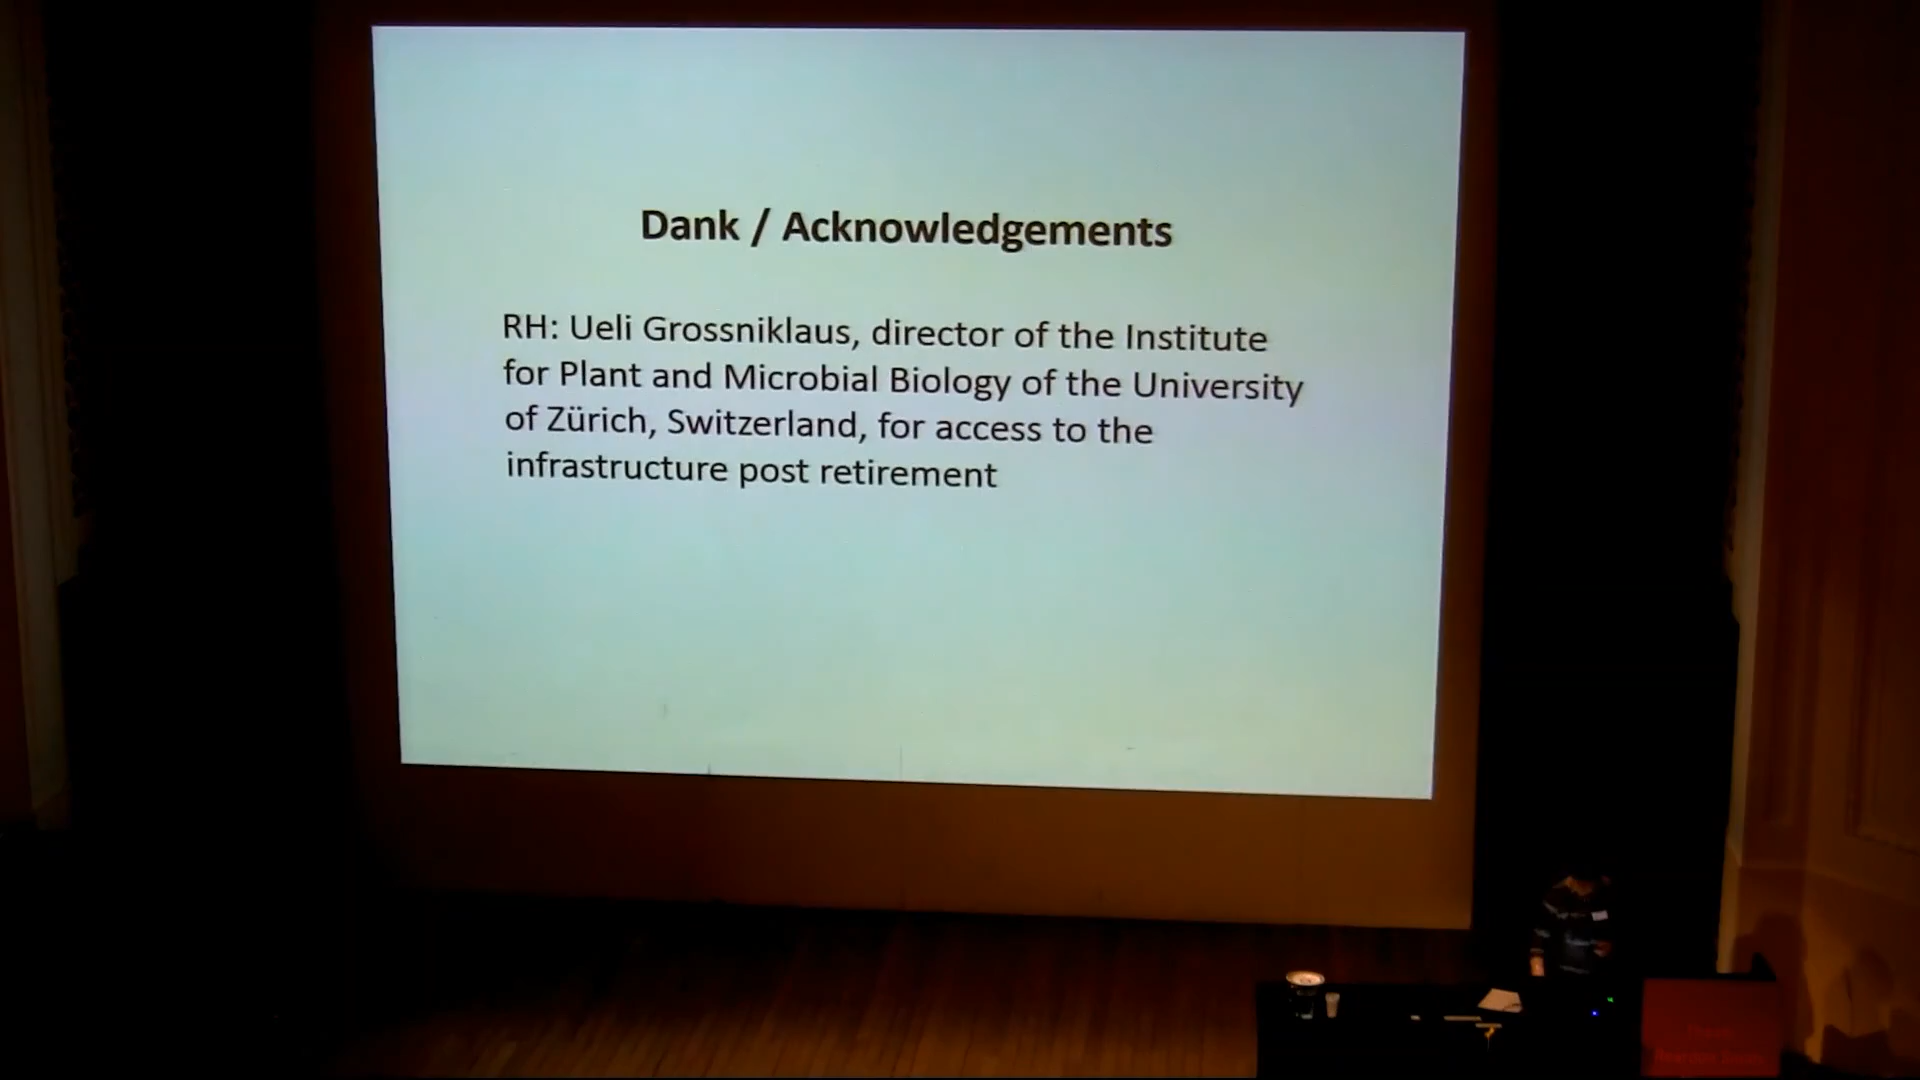 Dank / Acknowledgements
RH: Ueli Grossniklaus, director of the Institute
for Plant and Microbial Biology of the University
of Zürich, Switzerland, for access to the
infrastructure post retirement